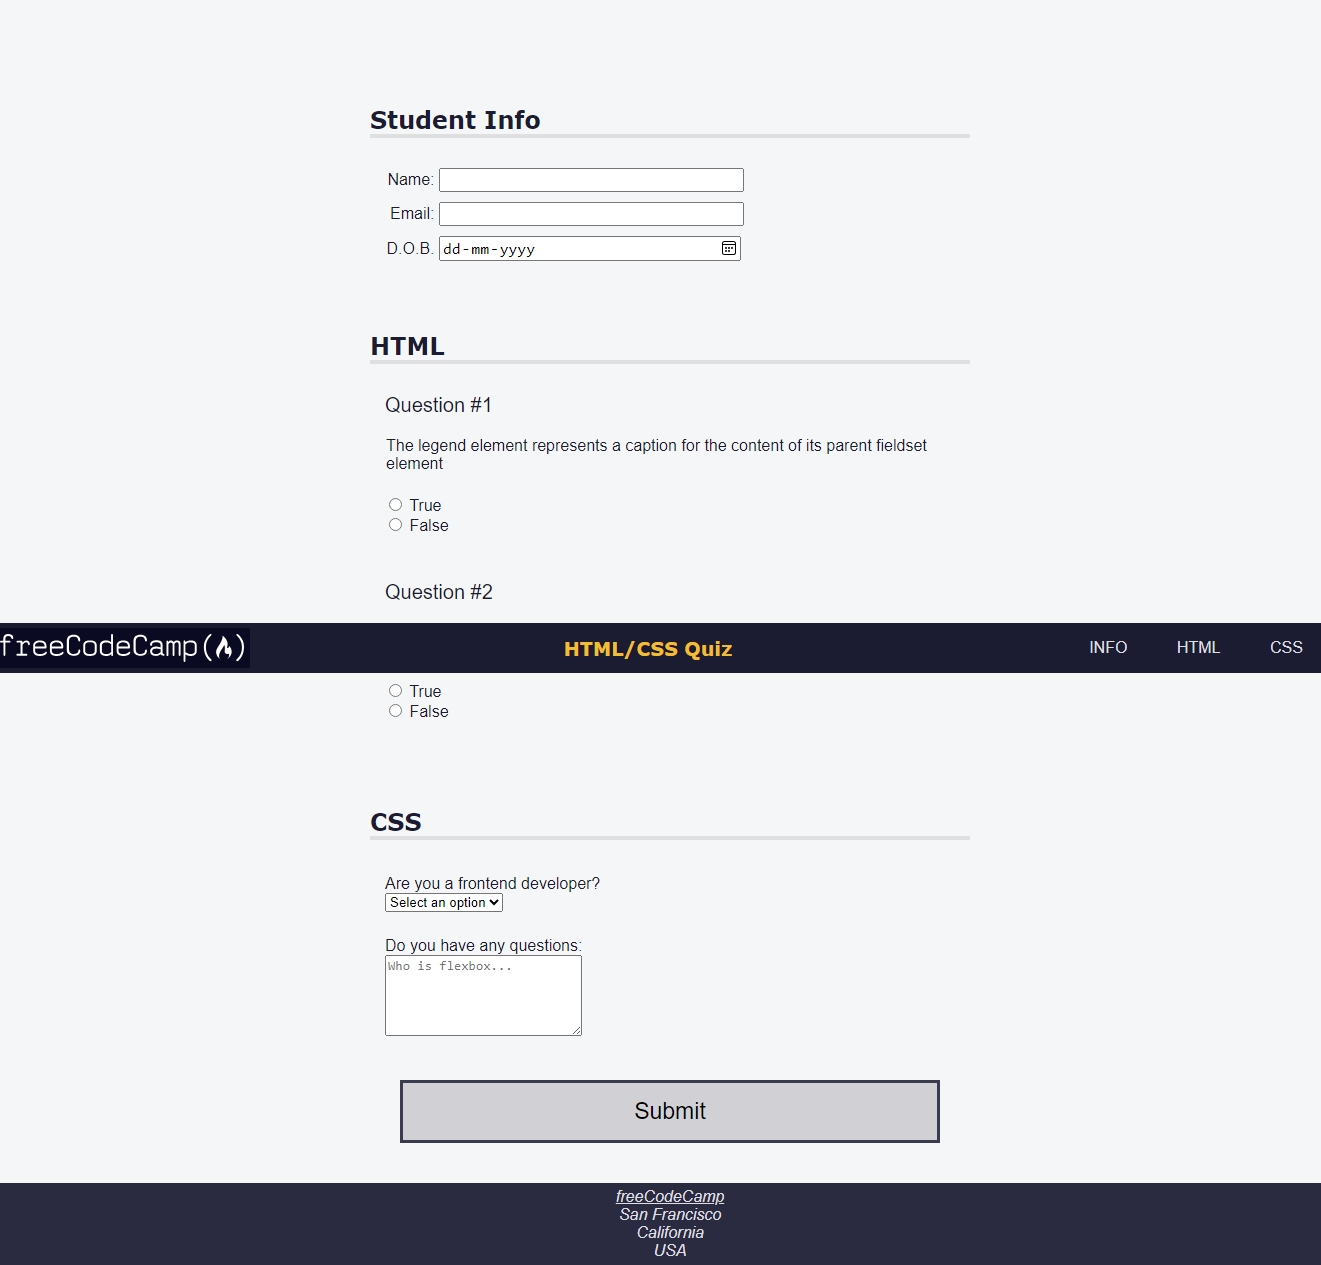 Student Info
Name:
Email:
D.O.B. dd-mm-yyyy
HTML
Question #1
The legend element represents a caption for the content of its parent fieldset
element
True
False
Question #2
freeCodeCamp HTML/CSS Quiz INFO HTML CSS
True
False
CSS
Are you a frontend developer?
Select an option
Do you have any questions:
Who is flexbox...
Submit
freeCodeCamp
San Francisco
California
USA